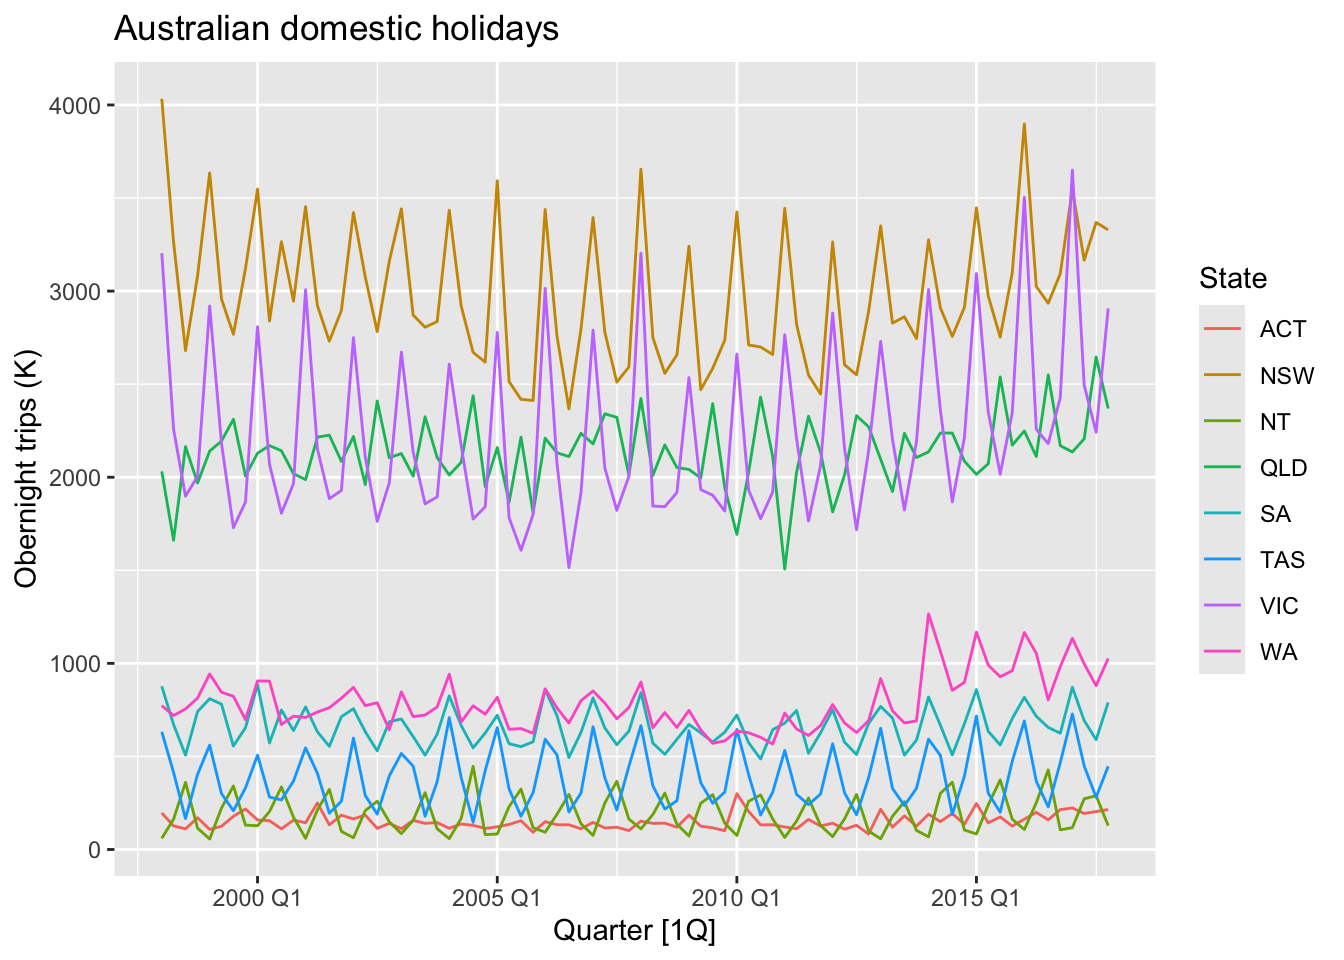 Australian domestic holidays
Obernight trips (K)
4000
3000
2000
1000
0
2000 Q1
2005 Q1
2010 Q1
2015 Q1
Quarter [1Q]
State
ACT
NSW
NT
QLD
SA
TAS
VIC
WA